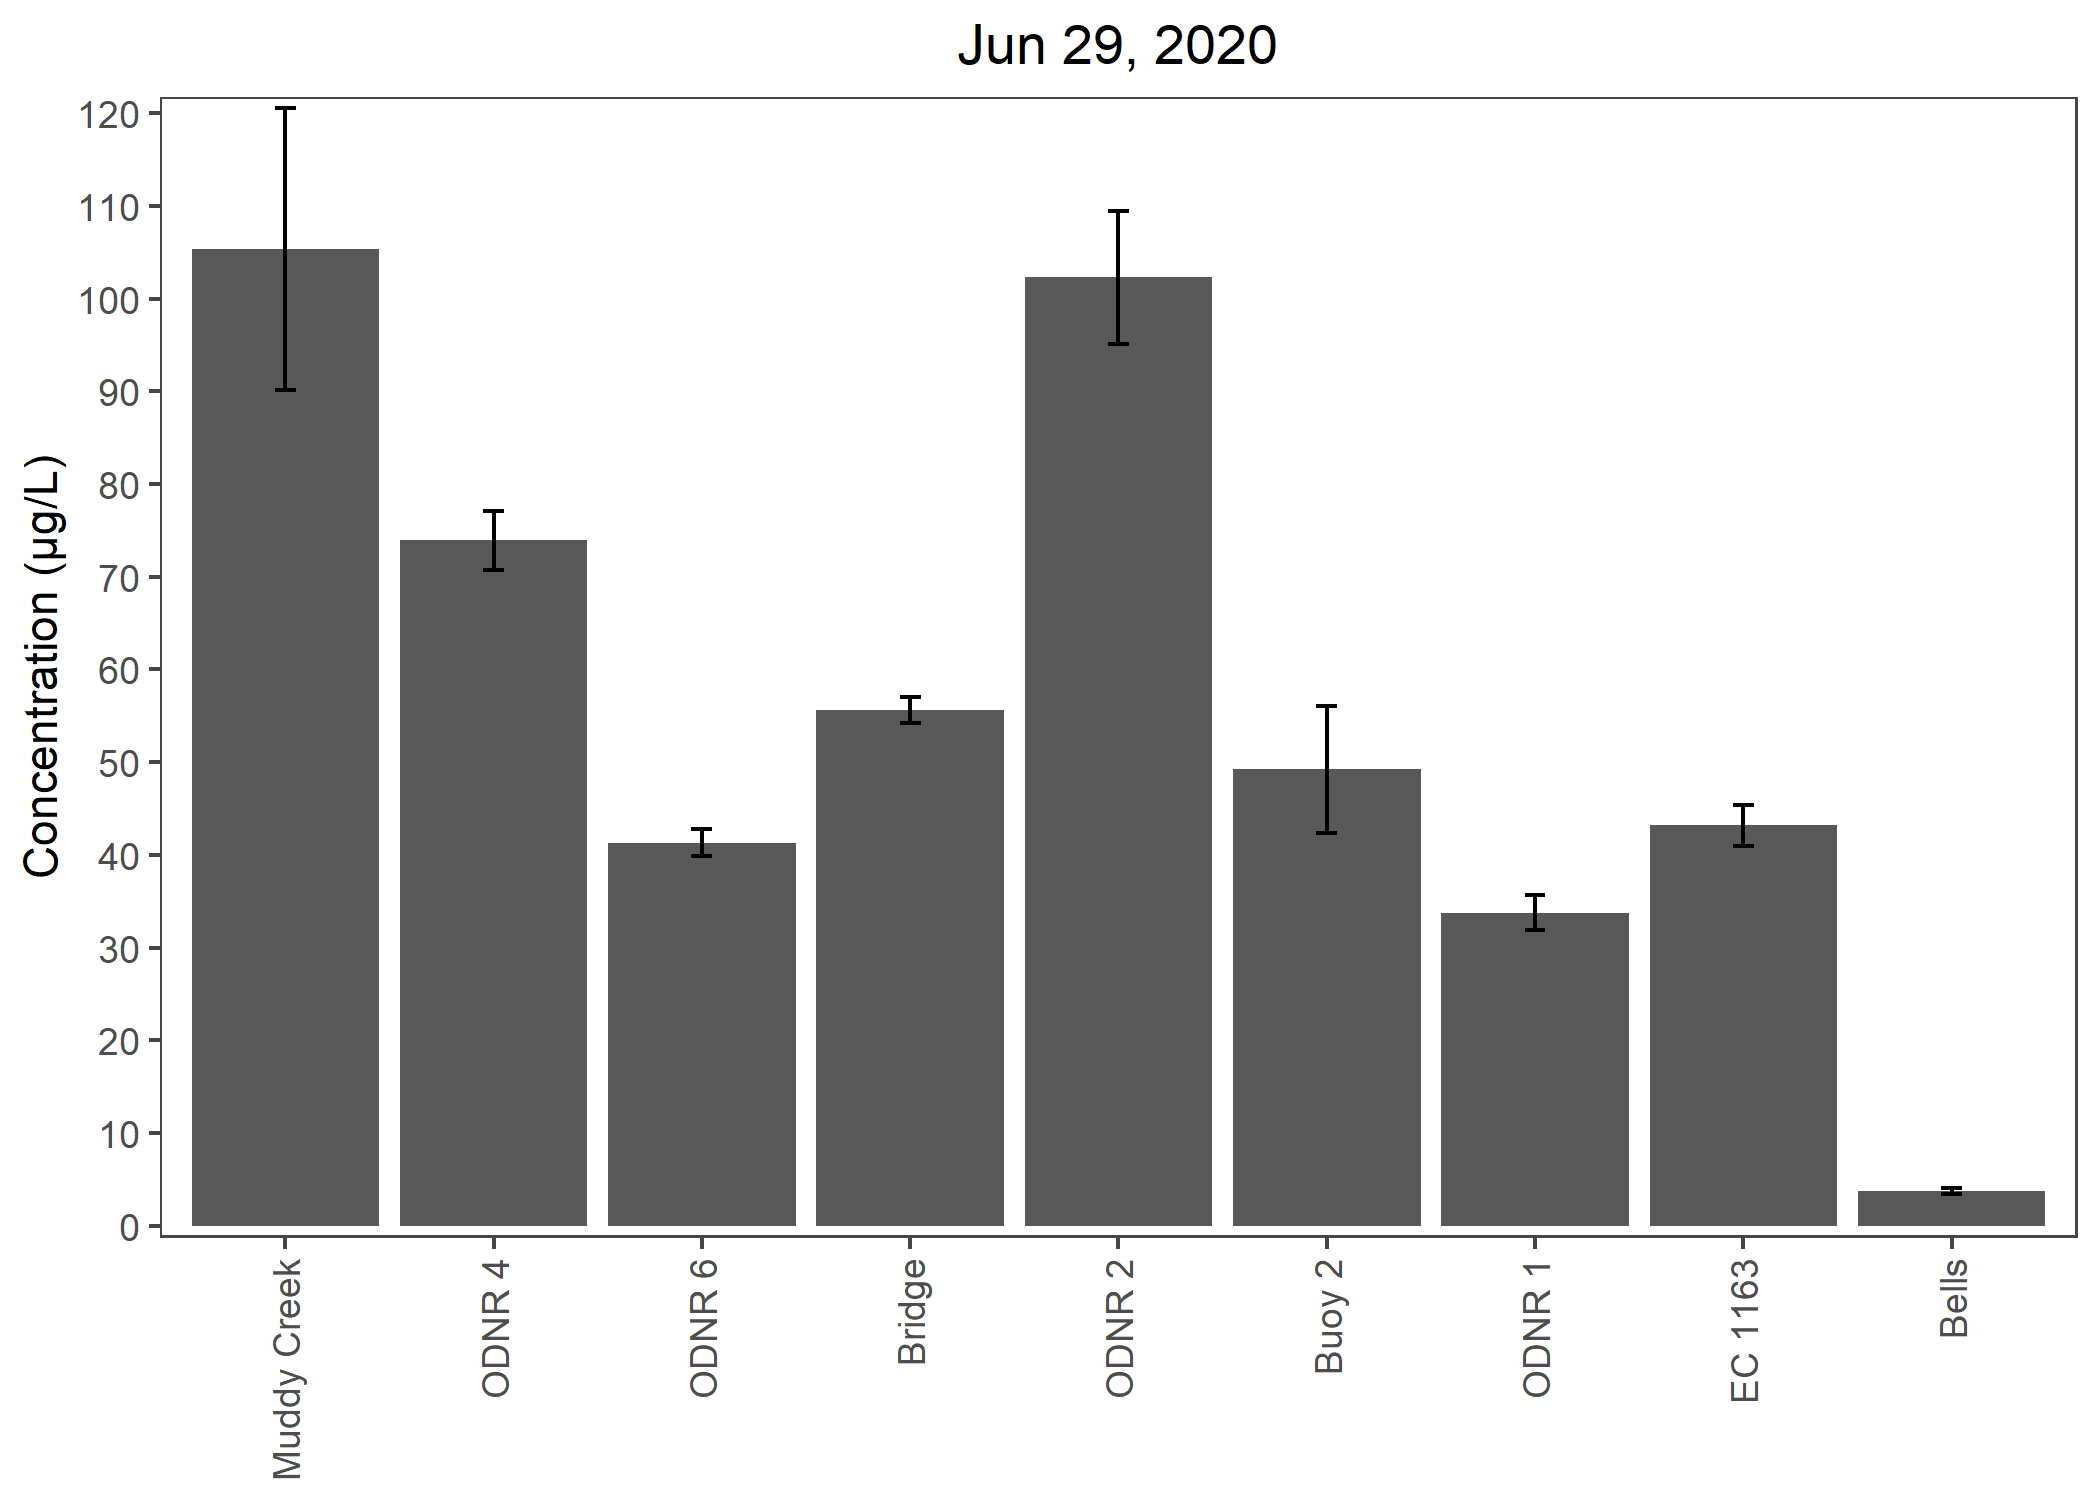 Jun 29, 2020
Concentration (µg/L)
120
110
100
90
80
70
60
50
40
30
20
10
0
Muddy Creek
ODNR 4
ODNR 6
Bridge
ODNR 2
Buoy 2
ODNR 1
EC 1163
Bells